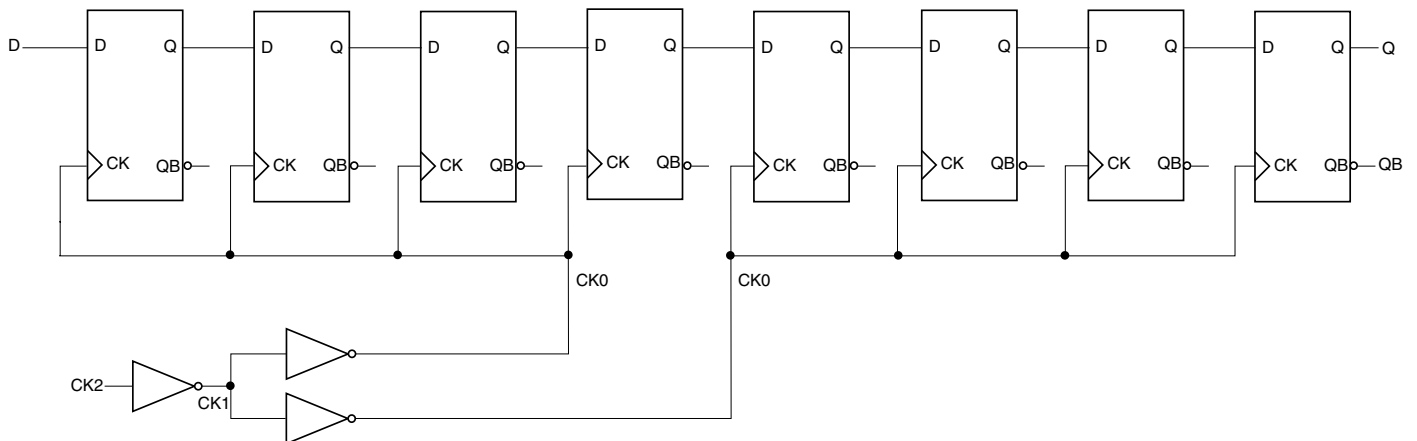 D D Q D Q D Q D Q D Q D Q D Q D Q Q
CK QB CK QB CK QB CK QB CK QB CK QB CK QB CK QB QB
CK0 CK0
CK2
CK1